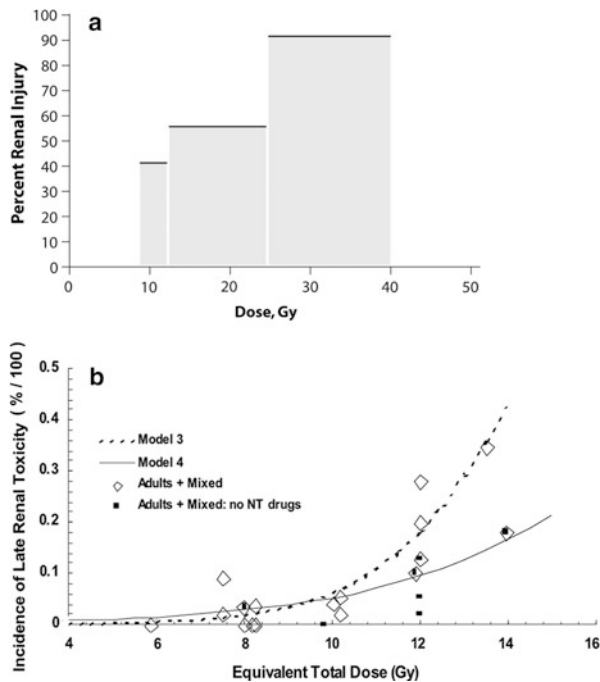 a
Percent Renal Injury
100
90
80
70
60
50
40
30
20
10
0
0 10 20 30 40 50
Dose, Gy
b
Incidence of Late Renal Toxicity ( % / 100 )
0.5
0.4
0.3
0.2
0.1
0
Model 3
Model 4
Adults + Mixed
Adults + Mixed: no NT drugs
4 6 8 10 12 14 16
Equivalent Total Dose (Gy)